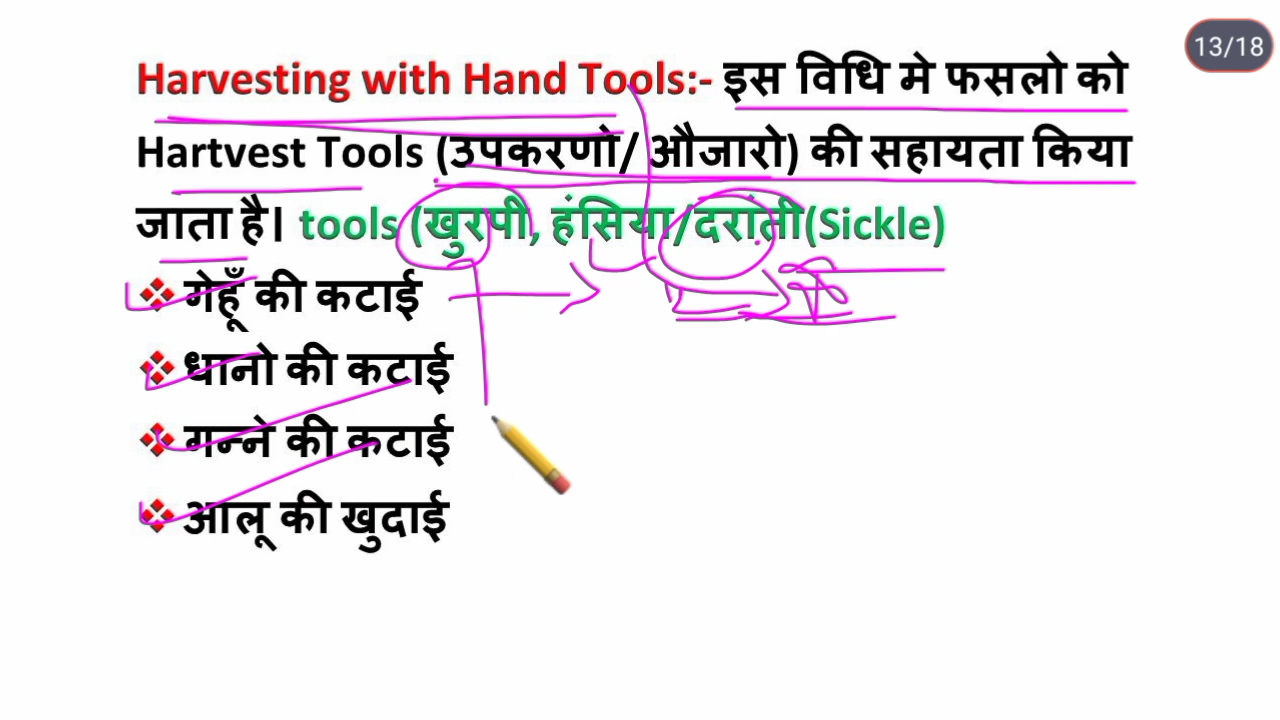 13/18
Harvesting with Hand Tools:- इस विधि मे फसलो को
Hartvest Tools (उपकरणो/ औजारो) की सहायता किया
जाता है। tools (खुरपी, हंसिया/दरांती(Sickle)
❖ गेहूँ की कटाई
❖ धानो की कटाई
❖ गन्ने की कटाई
❖ आलू की खुदाई